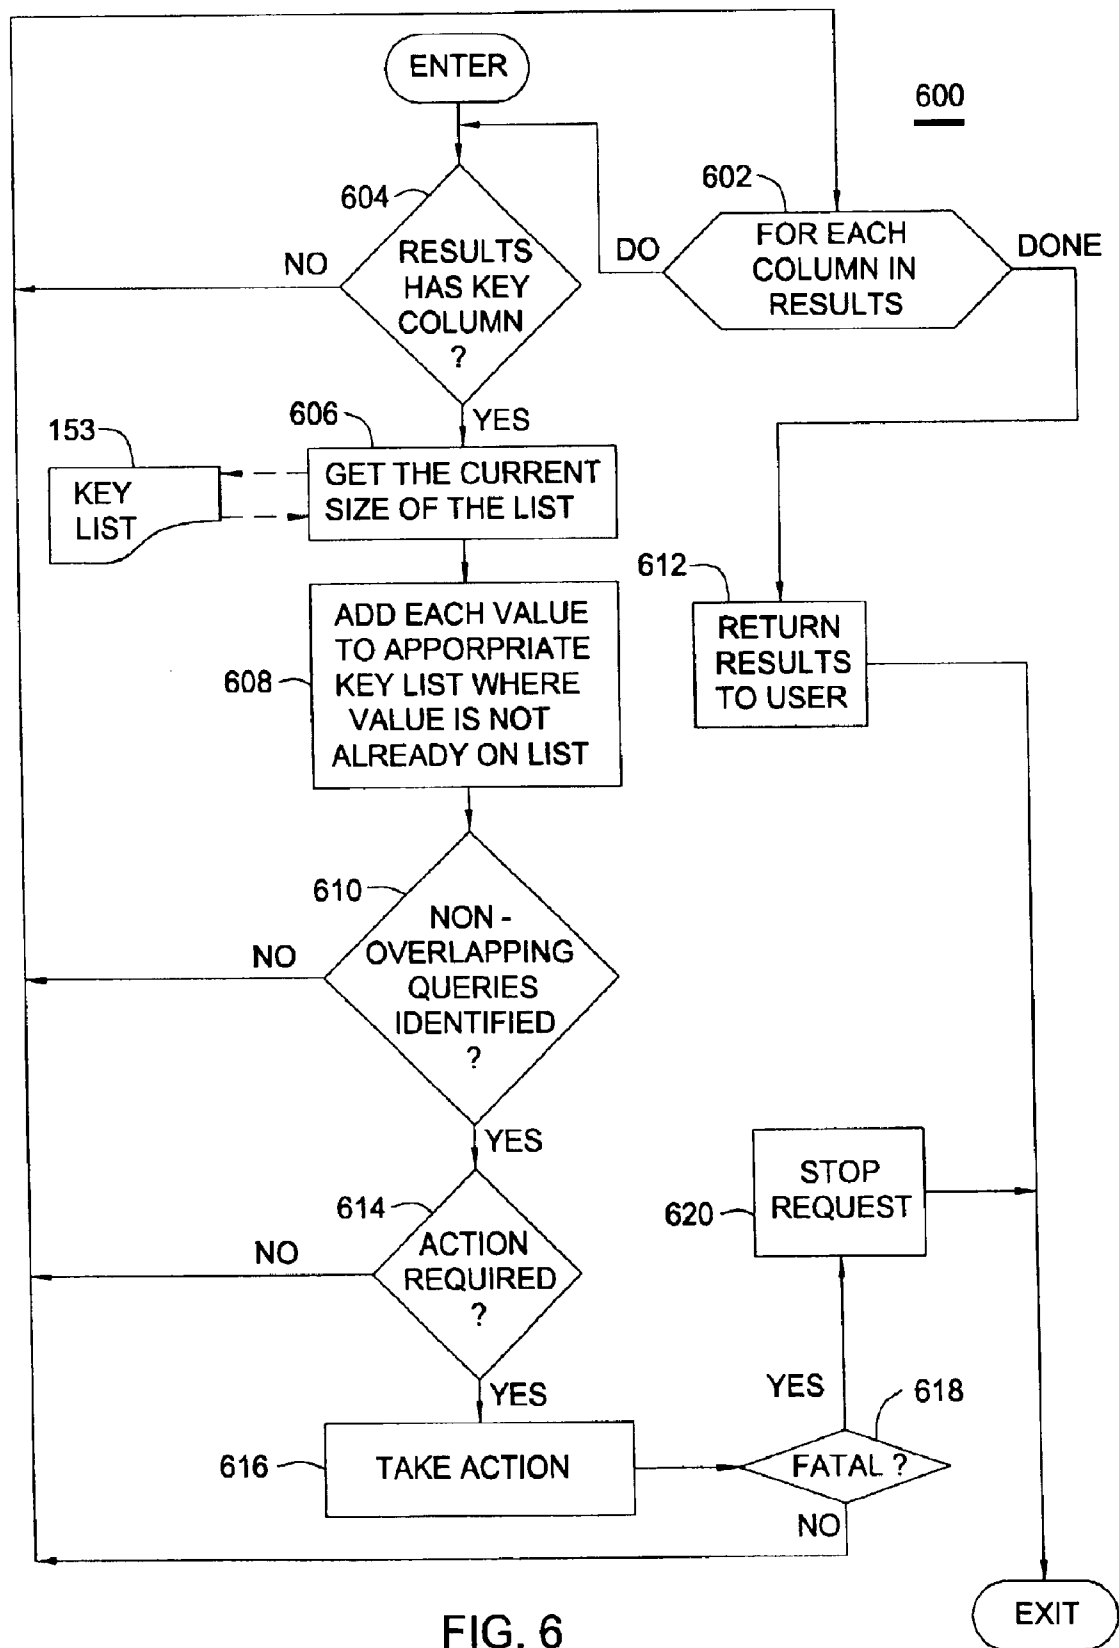 ENTER
600
604
602
RESULTS
HAS KEY
COLUMN
?
NO
DO
FOR EACH
COLUMN IN
RESULTS
DONE
YES
606
153
KEY
LIST
GET THE CURRENT
SIZE OF THE LIST
612
RETURN
RESULTS
TO USER
608
ADD EACH VALUE
TO APPORPRIATE
KEY LIST WHERE
VALUE IS NOT
ALREADY ON LIST
610
NON -
OVERLAPPING
QUERIES
IDENTIFIED
?
NO
YES
614
ACTION
REQUIRED
?
NO
620
STOP
REQUEST
YES
616
TAKE ACTION
YES
618
FATAL ?
NO
EXIT
FIG. 6